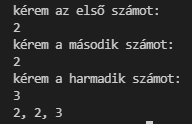 kérem az első számot:
2
kérem a második számot:
2
kérem a harmadik számot:
3
2, 2, 3